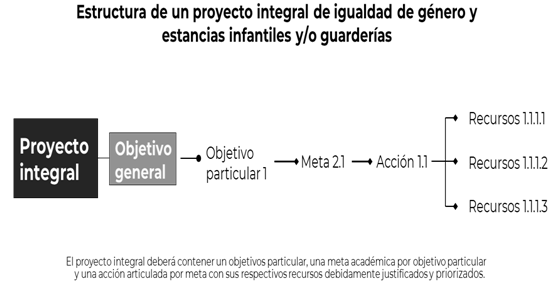 Estructura de un proyecto integral de igualdad de género y
estancias infantiles y/o guarderías
Proyecto
integral
Objetivo
general
Objetivo
particular 1
Meta 2.1
Acción 1.1
Recursos 1.1.1.1
Recursos 1.1.1.2
Recursos 1.1.1.3
El proyecto integral deberá contener un objetivos particular, una meta académica por objetivo particular
y una acción articulada por meta con sus respectivos recursos debidamente justificados y priorizados.